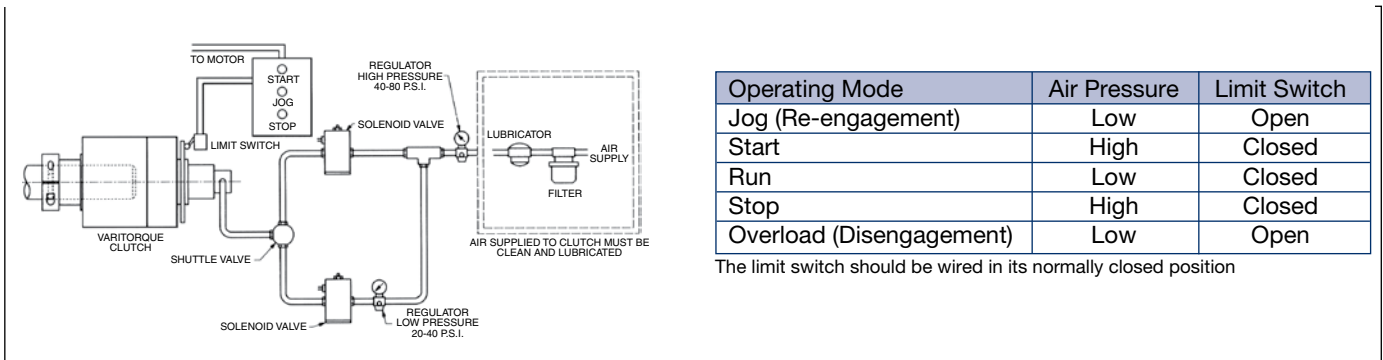 TO MOTOR
START
JOG
STOP
LIMIT SWITCH
REGULATOR
HIGH PRESSURE
40-80 P.S.I.
SOLENOID VALVE
LUBRICATOR
AIR
SUPPLY
FILTER
VARITORQUE
CLUTCH
SHUTTLE VALVE
AIR SUPPLIED TO CLUTCH MUST BE
CLEAN AND LUBRICATED
SOLENOID VALVE
REGULATOR
LOW PRESSURE
20-40 P.S.I.
Operating Mode Air Pressure Limit Switch
Jog (Re-engagement) Low Open
Start High Closed
Run Low Closed
Stop High Closed
Overload (Disengagement) Low Open
The limit switch should be wired in its normally closed position